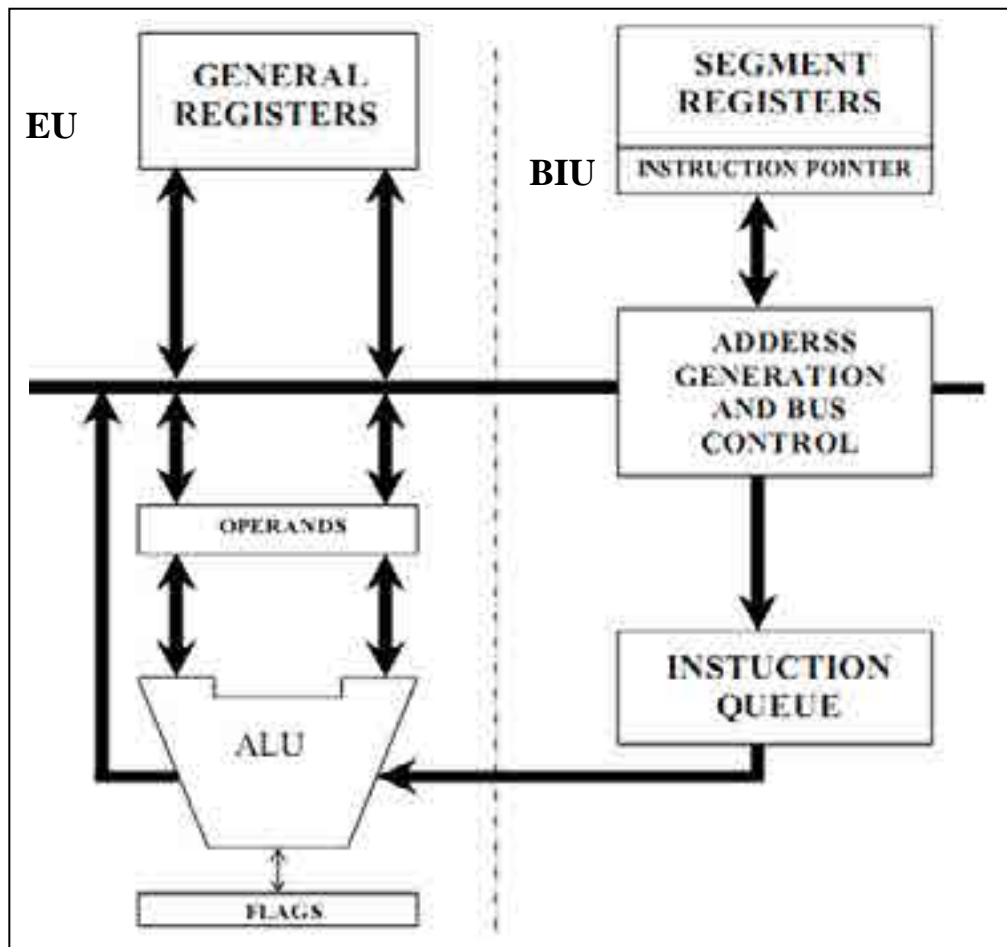 EU
GENERAL
REGISTERS
OPERANDS
ALU
FLAGS
BIU
SEGMENT
REGISTERS
INSTRUCTION POINTER
ADDERSS
GENERATION
AND BUS
CONTROL
INSTUCTION
QUEUE